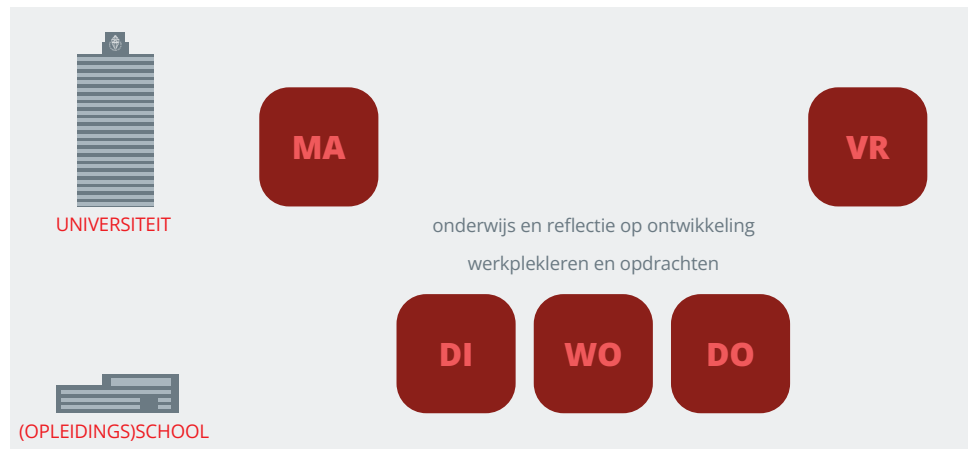 MA
VR
UNIVERSITEIT
onderwijs en reflectie op ontwikkeling
werkplekleren en opdrachten
DI
WO
DO
(OPLEIDINGS)SCHOOL